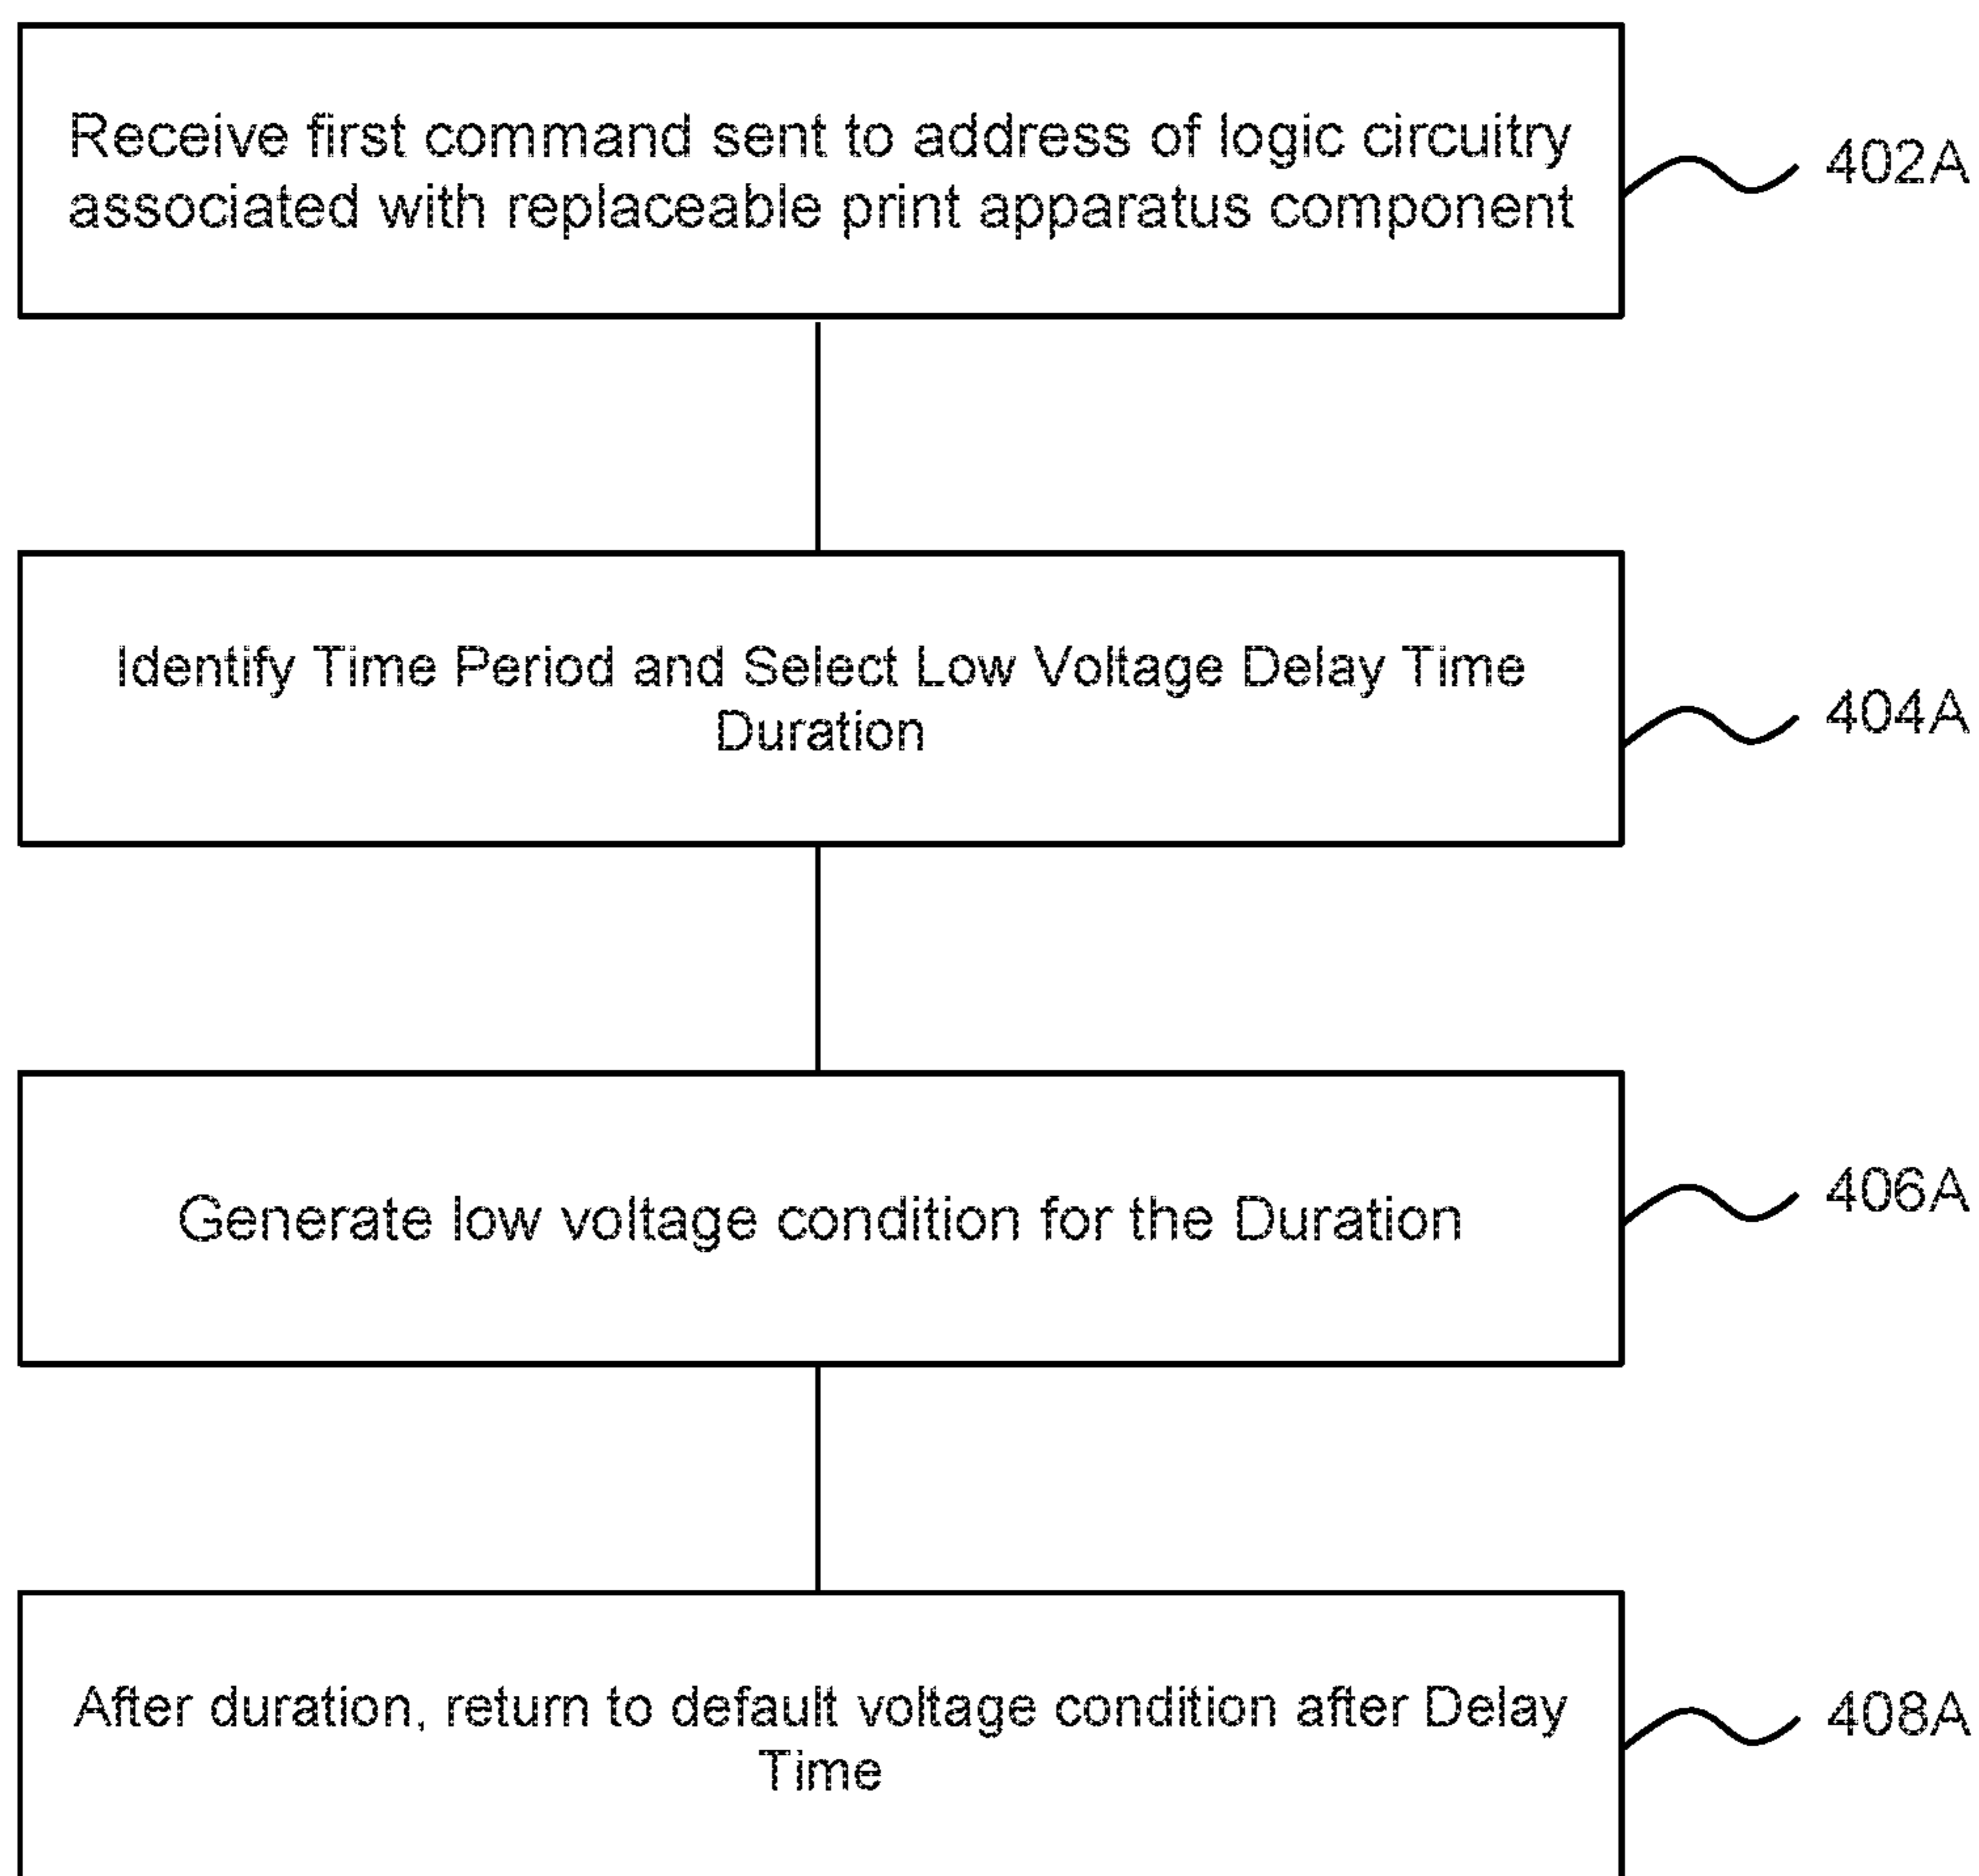 Receive first command sent to address of logic circuitry
associated with replaceable print apparatus component
402A
Identify Time Period and Select Low Voltage Delay Time
Duration
404A
Generate low voltage condition for the Duration
406A
After duration, return to default voltage condition after Delay
Time
408A